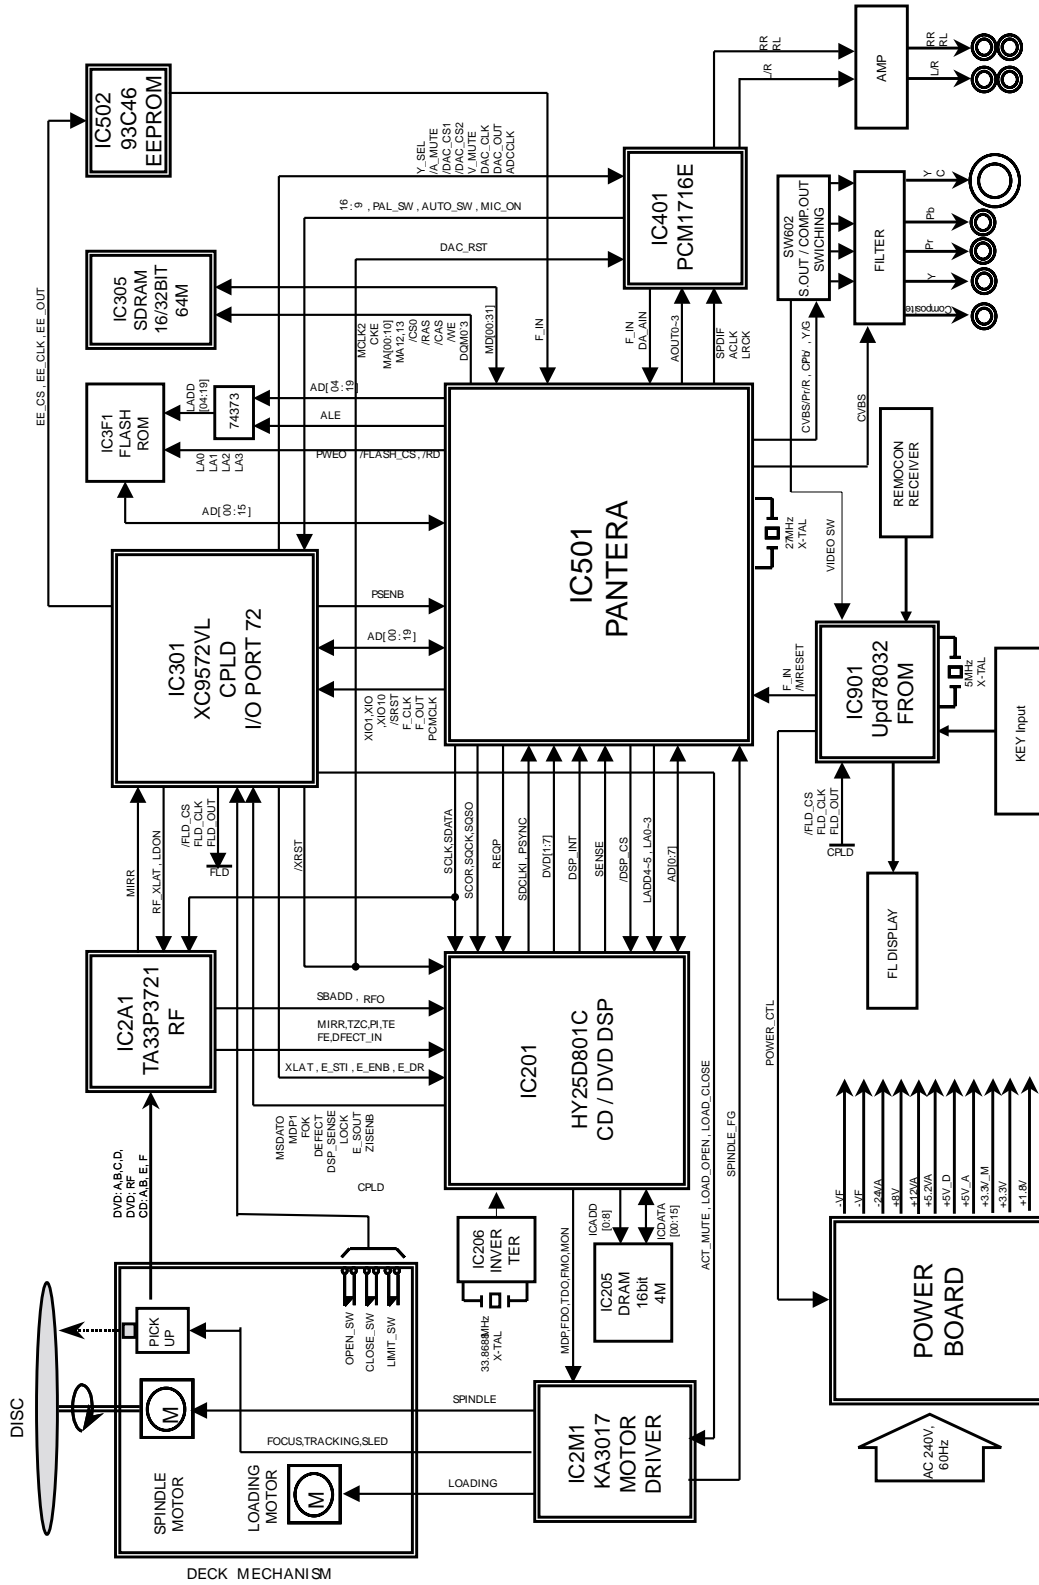 DISC
DECK MECHANISM
SPINDLE
MOTOR
M
LOADING
MOTOR
M
PICK
UP
OPEN_SW
CLOSE_SW
LIMIT_SW
DVD: A,B,C,D,
DVD: RF
CD: A,B, E, F
CPLD
SPINDLE
FOCUS,TRACKING,SLED
LOADING
IC2M1
KA3017
MOTOR
DRIVER
33.8688MHz
X-TAL
IC206
INVER
TER
IC205
DRAM
16bit
4M
ICADD
[0:8]
ICDATA
[00:15]
MDP,FDO,TDO,FMO,MON
ACT_MUTE , LOAD_OPEN , LOAD_CLOSE
SPINDLE_FG
IC2A1
TA33P3721
RF
MIRR
RF_XLAT , LDON
/FLD_CS
FLD_CLK
FLD_OUT
FLD
/XRST
SBADD , RFO
MIRR,TZC,PI,TE
FE,DFECT_IN
XLAT , E_STI , E_ENB , E_DR
MSDATO
MDP1
FOK
DEFECT
DSP_SENSE
LOCK
E_SOUT
ZISENB
IC201
HY25D801C
CD / DVD DSP
SCLK,SDATA
SCOR,SQCK,SQSO
REQP
SDCLKI , PSYNC
DVD[1:7]
DSP_INT
SENSE
/DSP_CS
LADD4~5 , LA0~3
AD[0:7]
IC301
XC9572VL
CPLD
I/O PORT 72
EE_CS , EE_CLK , EE_OUT
PSENB
AD[ 00 : 19 ]
XIO1,XIO
,XIO10
/SRST
F_CLK
F_OUT
PCMCLK
IC501
PANTERA
IC3F1
FLASH
ROM
LADD
[04:19]
74373
AD[ 04 : 19
ALE
LA0
LA1
LA2
LA3
PWEO
/FLASH_CS , /RD
AD[ 00 : 15 ]
IC305
SDRAM
16/32BIT
64M
MCLK2
CKE
MA[00:10]
MA12,13
/CS0
/RAS
/CAS
/WE
DQM0'3
MD[00:31]
IC502
93C46
EEPROM
F_IN
Y_SEL
/A_MUTE
/DAC_CS1
/DAC_CS2
V_MUTE
DAC_CLK
DAC_OUT
ADCCLK
16 : 9 , PAL_SW , AUTO_SW , MIC_ON
DAC_RST
IC401
PCM1716E
F_IN
DA_AIN
AOUT0~3
SPDIF
ACLK
LRCK
RR
RL
L/R
AMP
RR
RL
L/R
SW602
S.OUT / COMP.OUT
SWICHING
FILTER
Y
C
Pb
Pr
Y
Composite
CVBS/Pr/R , CPb/ , Y/G
CVBS
27MHz
X-TAL
VIDEO SW
REMOCON
RECEIVER
F_IN
/MRESET
IC901
Upd78032
FROM
5MHz
X-TAL
KEY Input
/FLD_CS
FLD_CLK
FLD_OUT
CPLD
FL DISPLAY
POWER_CTL
-VF
-VF
-24VA
+8V
+12VA
+5.2VA
+5V_D
+5V_A
+3.3V_M
+3.3V
+1.8V
POWER
BOARD
AC 240V,
60Hz